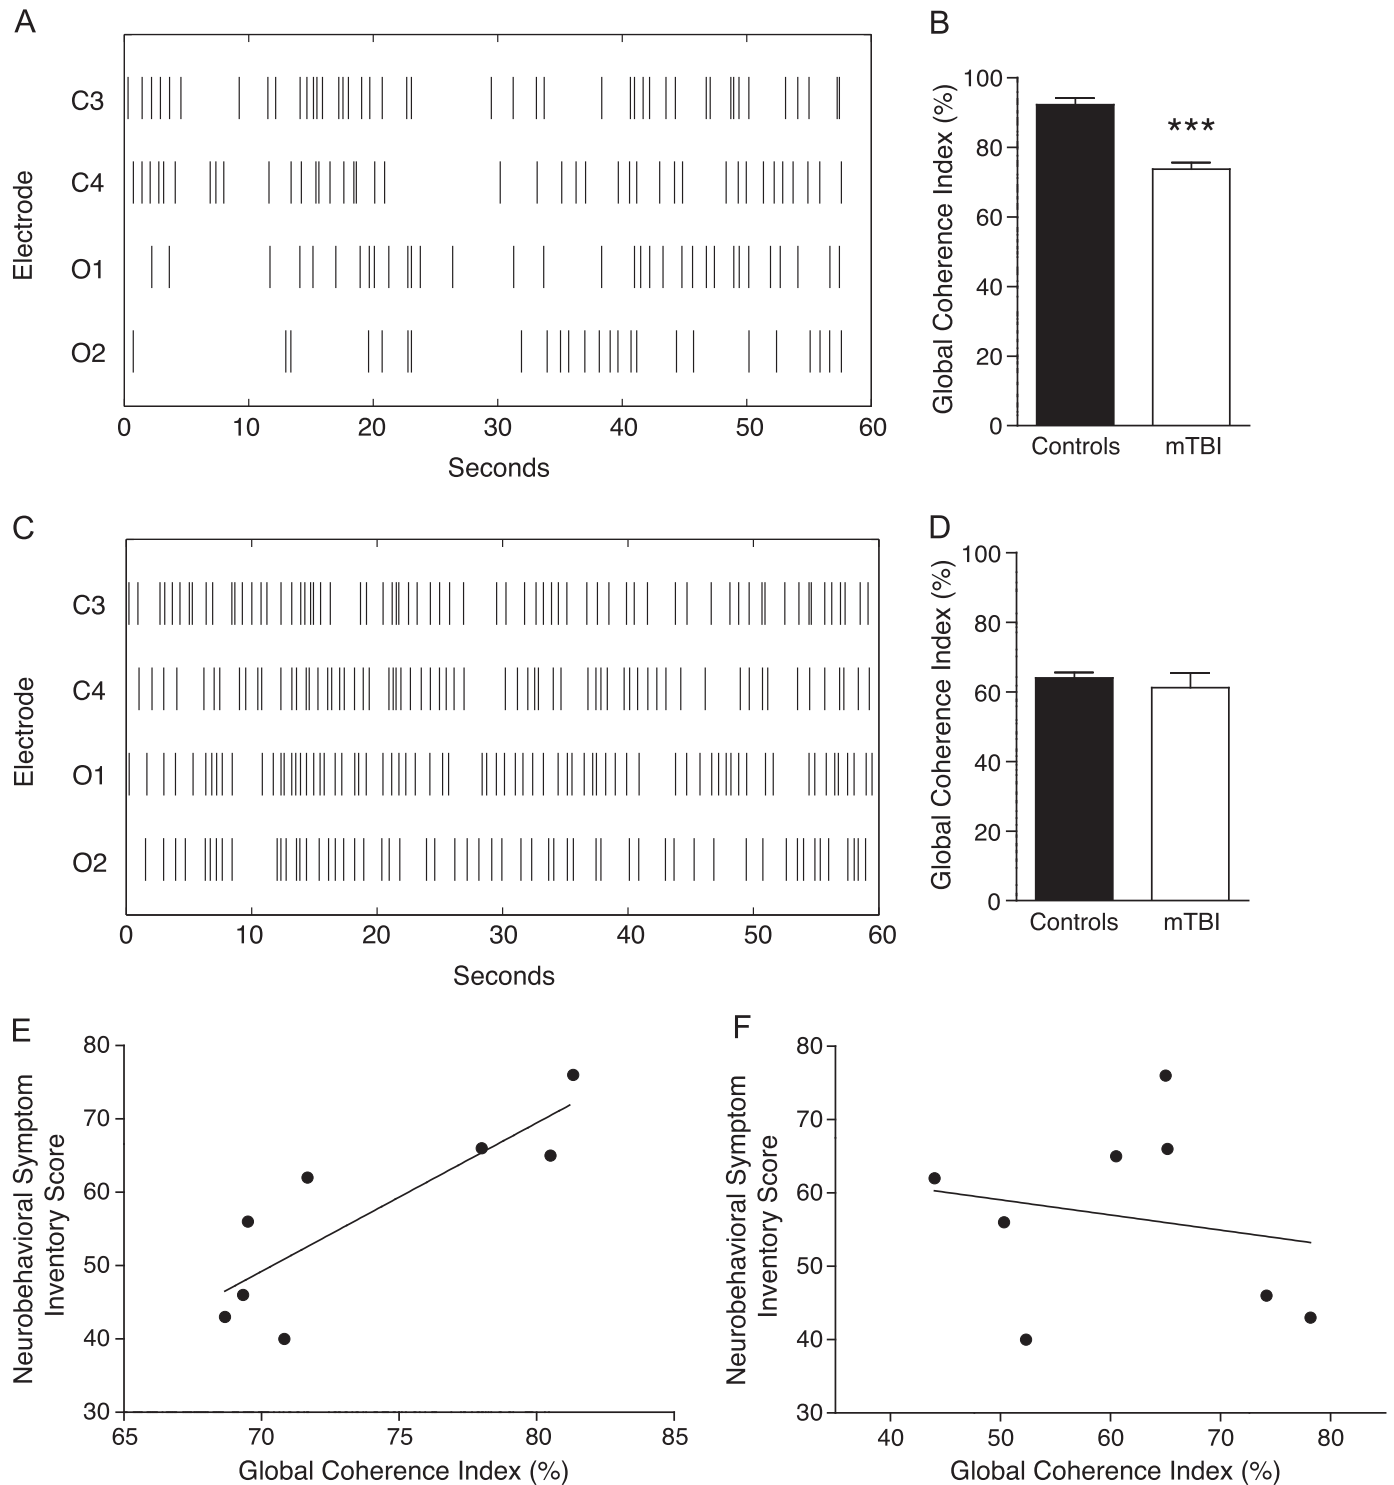 A
C3
C4
O1
O2
Electrode
0 10 20 30 40 50 60
Seconds
B
100
80
60
40
20
0
Global Coherence Index (%)
***
Controls mTBI
C
C3
C4
O1
O2
Electrode
0 10 20 30 40 50 60
Seconds
D
100
80
60
40
20
0
Global Coherence Index (%)
Controls mTBI
E
80
70
60
50
40
30
Neurobehavioral Symptom
Inventory Score
65 70 75 80 85
Global Coherence Index (%)
F
80
70
60
50
40
30
Neurobehavioral Symptom
Inventory Score
40 50 60 70 80
Global Coherence Index (%)